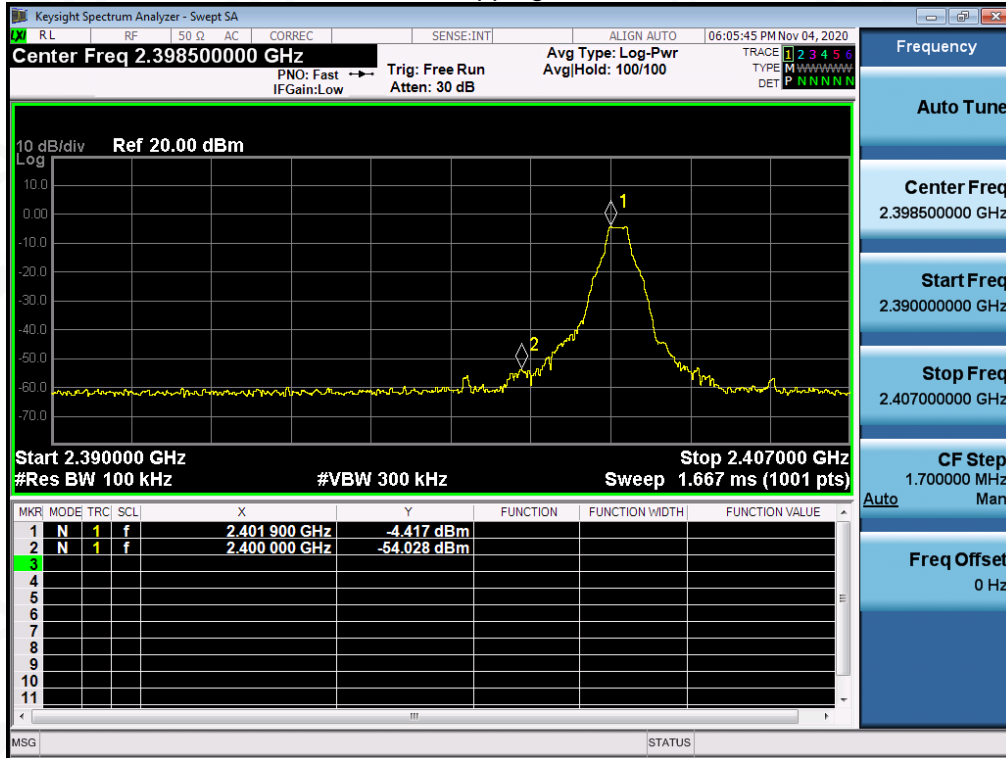 Keysight Spectrum Analyzer - Swept SA
LXI RL RF 50 Ω AC CORREC SENSE:INT ALIGN AUTO 06:05:45 PM Nov 04, 2020
Center Freq 2.398500000 GHz
PNO: Fast
IFGain:Low
Trig: Free Run
Atten: 30 dB
Avg Type: Log-Pwr
Avg|Hold: 100/100
TRACE 1 2 3 4 5 6
TYPE M WWWWW
DET P N N N N N
10 dB/div Ref 20.00 dBm
Log
10.0
0.00
-10.0
-20.0
-30.0
-40.0
-50.0
-60.0
-70.0
1
2
Start 2.390000 GHz Stop 2.407000 GHz
#Res BW 100 kHz #VBW 300 kHz Sweep 1.667 ms (1001 pts)
MKR MODE TRC SCL X Y FUNCTION FUNCTION WIDTH FUNCTION VALUE
1 N 1 f 2.401 900 GHz -4.417 dBm
2 N 1 f 2.400 000 GHz -54.028 dBm
3
4
5
6
7
8
9
10
11
MSG STATUS
Frequency
Auto Tune
Center Freq
2.398500000 GHz
Start Freq
2.390000000 GHz
Stop Freq
2.407000000 GHz
CF Step
1.700000 MHz
Auto Man
Freq Offset
0 Hz